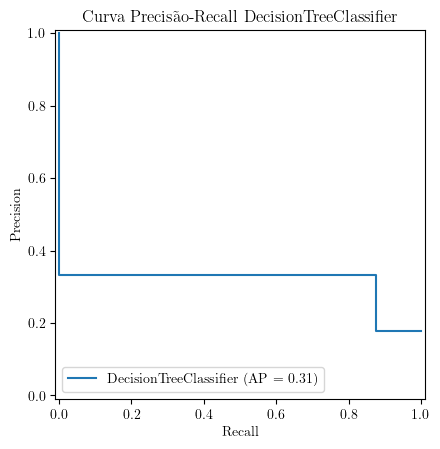 Curva Precisão-Recall DecisionTreeClassifier
1.0
0.8
0.6
0.4
0.2
0.0
Precision
DecisionTreeClassifier (AP = 0.31)
0.0 0.2 0.4 0.6 0.8 1.0
Recall